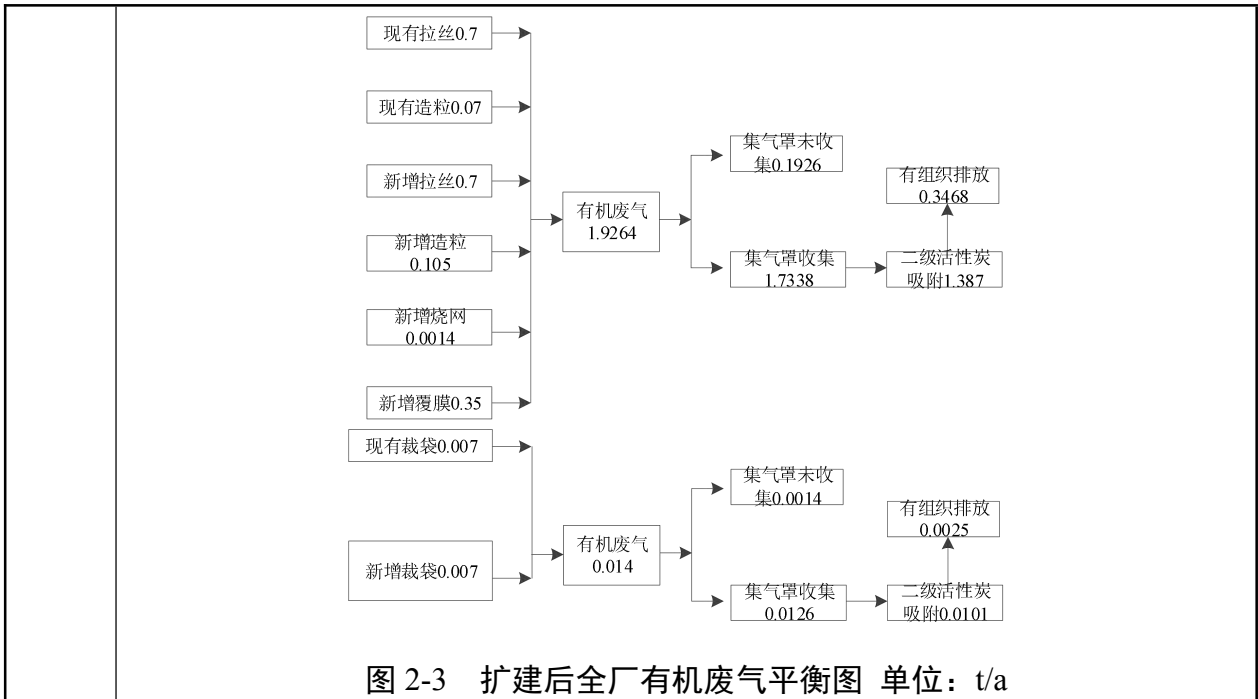 现有拉丝0.7
现有造粒0.07
新增拉丝0.7
新增造粒
0.105
新增烧网
0.0014
新增覆膜0.35
有机废气
1.9264
集气罩未收
集0.1926
集气罩收集
1.7338
有组织排放
0.3468
二级活性炭
吸附1.387
现有裁袋0.007
新增裁袋0.007
有机废气
0.014
集气罩未收
集0.0014
集气罩收集
0.0126
有组织排放
0.0025
二级活性炭
吸附0.0101
图 2-3 扩建后全厂有机废气平衡图 单位：t/a